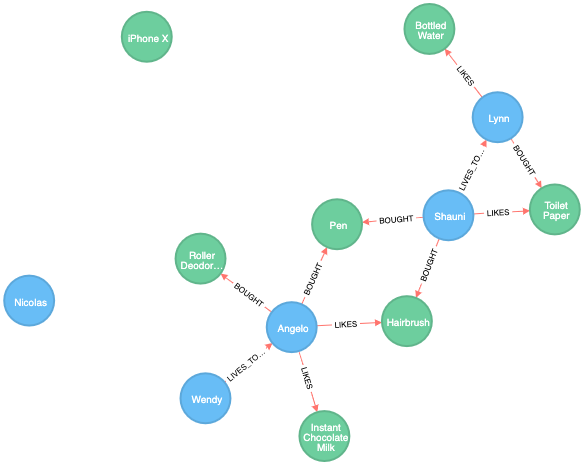 iPhone X
Bottled
Water
LIKES
Lynn
BOUGHT
LIVES_TO...
Toilet
Paper
Shauni
LIKES
BOUGHT
Pen
BOUGHT
Roller
Deodor...
BOUGHT
BOUGHT
Nicolas
Angelo
LIKES
Hairbrush
LIVES_TO...
LIKES
Wendy
Instant
Chocolate
Milk